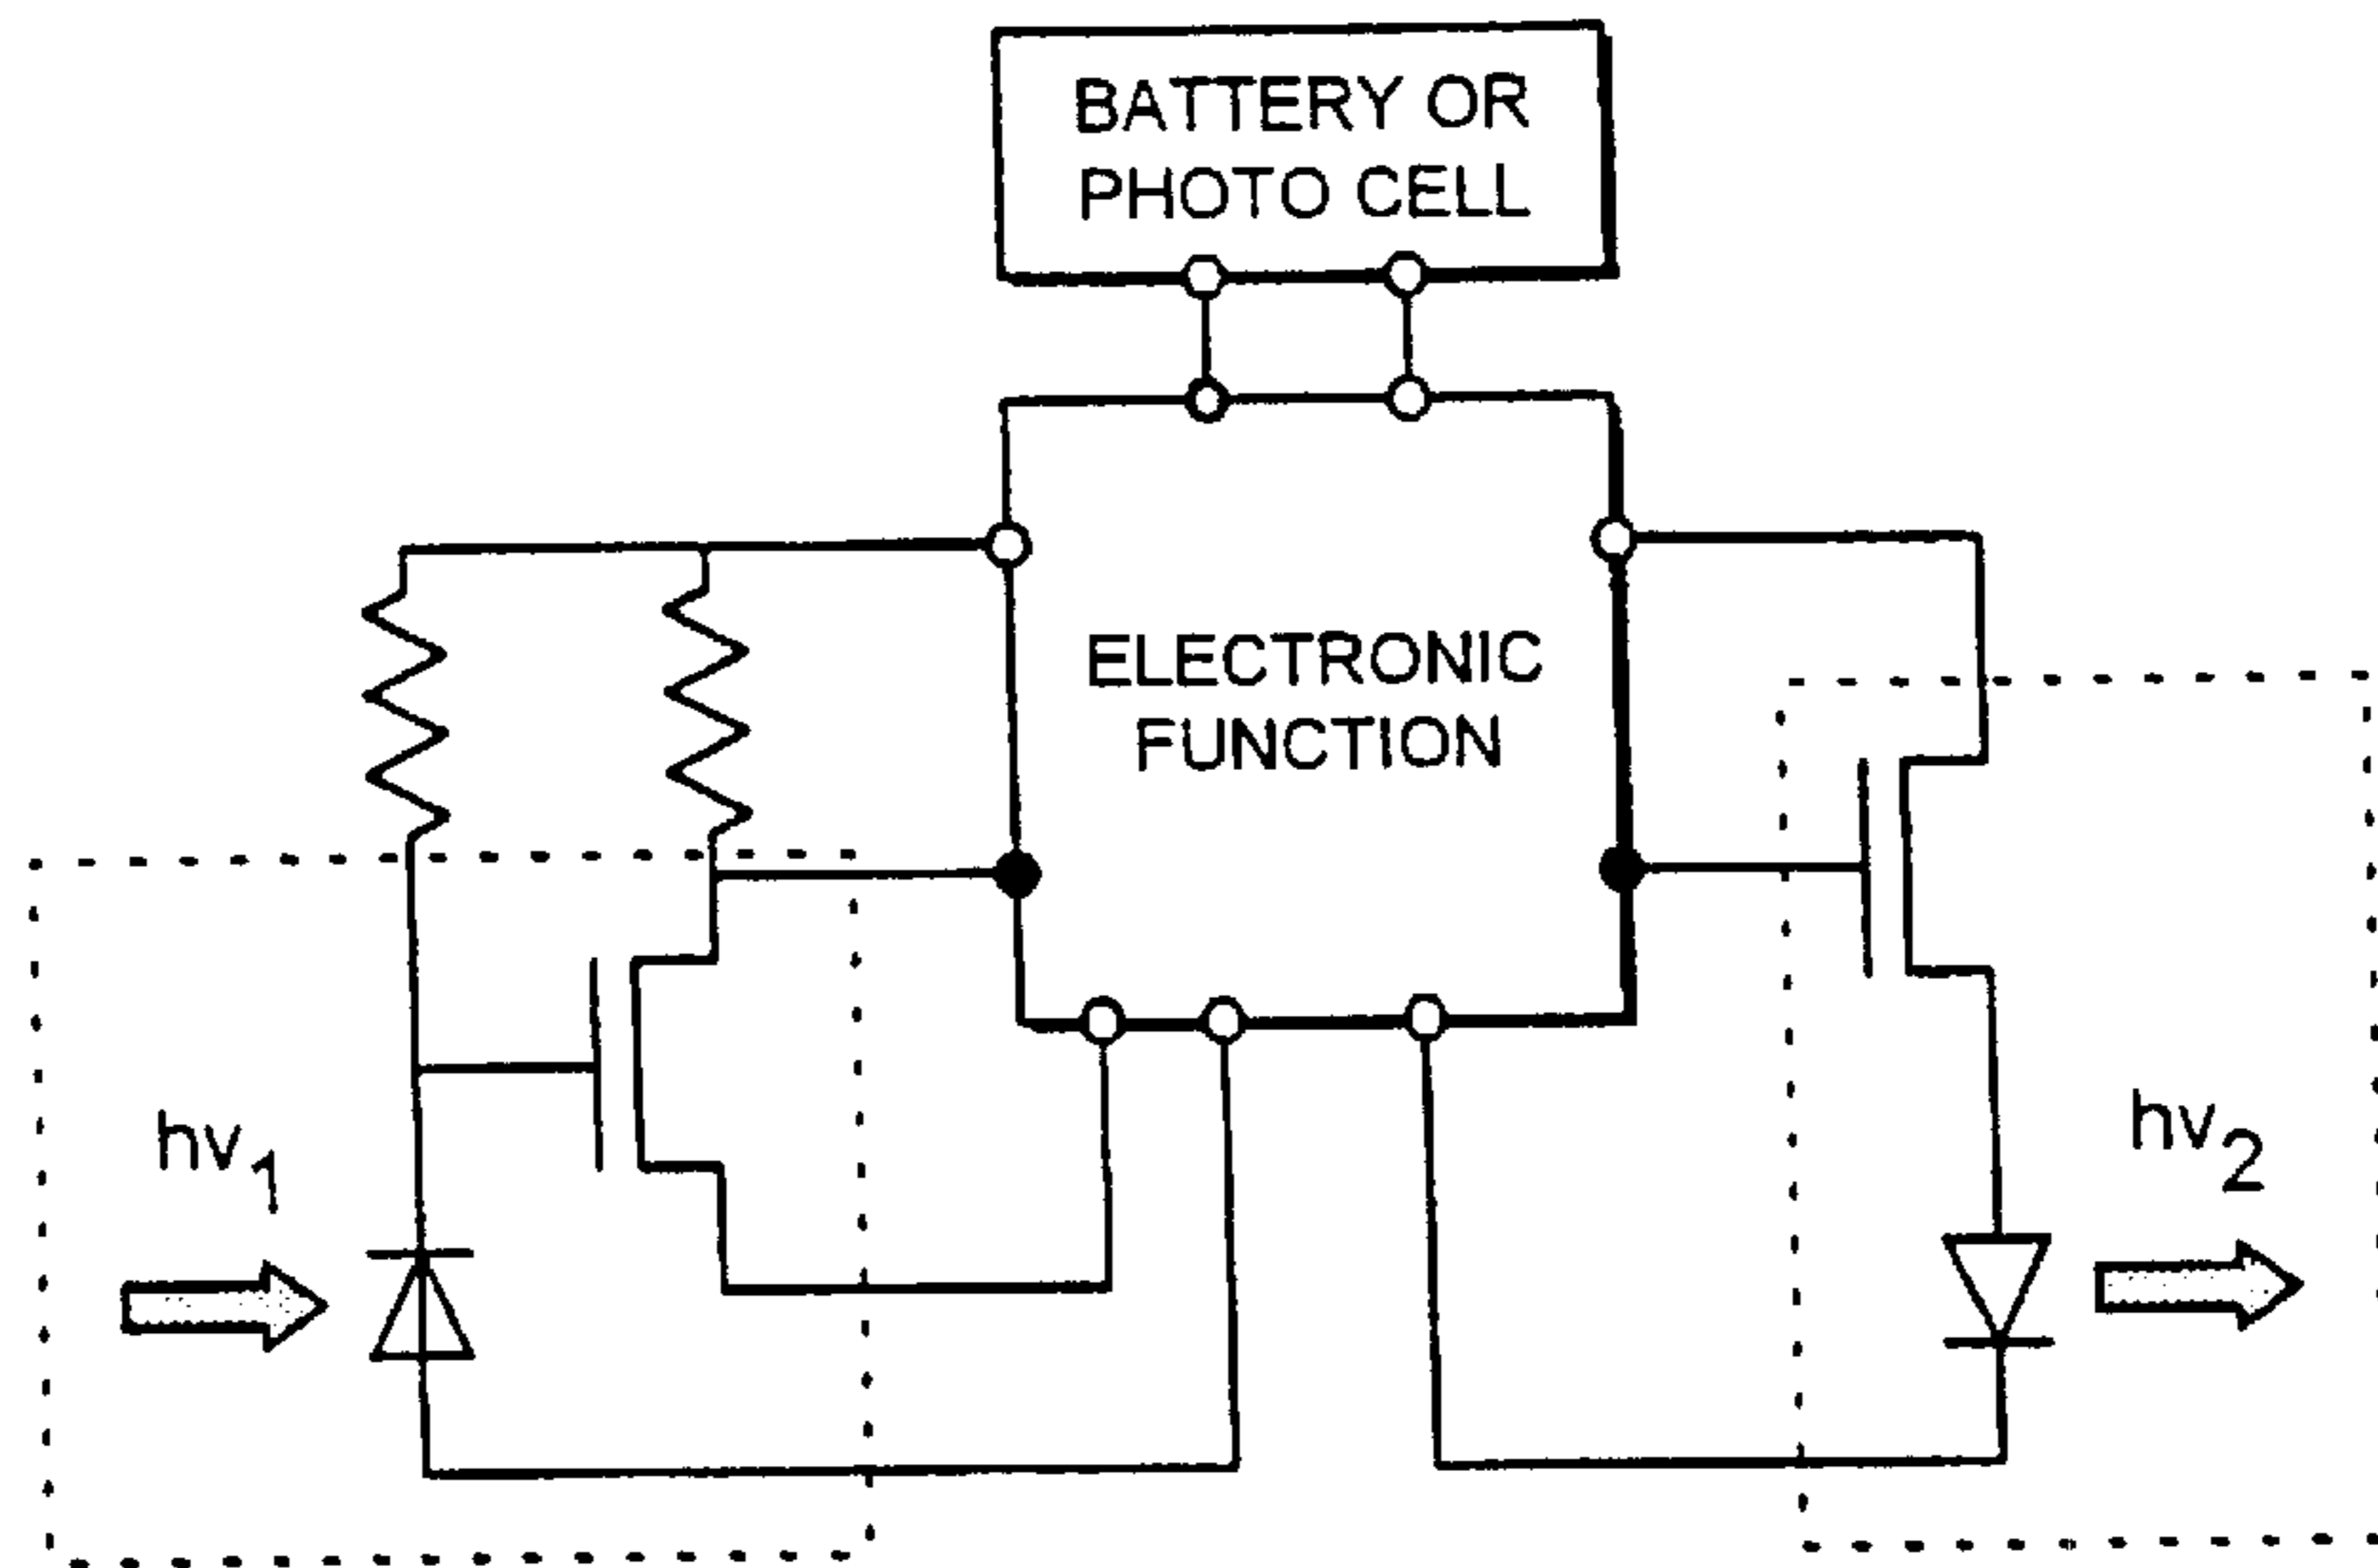 BATTERY OR
PHOTO CELL
ELECTRONIC
FUNCTION
hv1
hv2